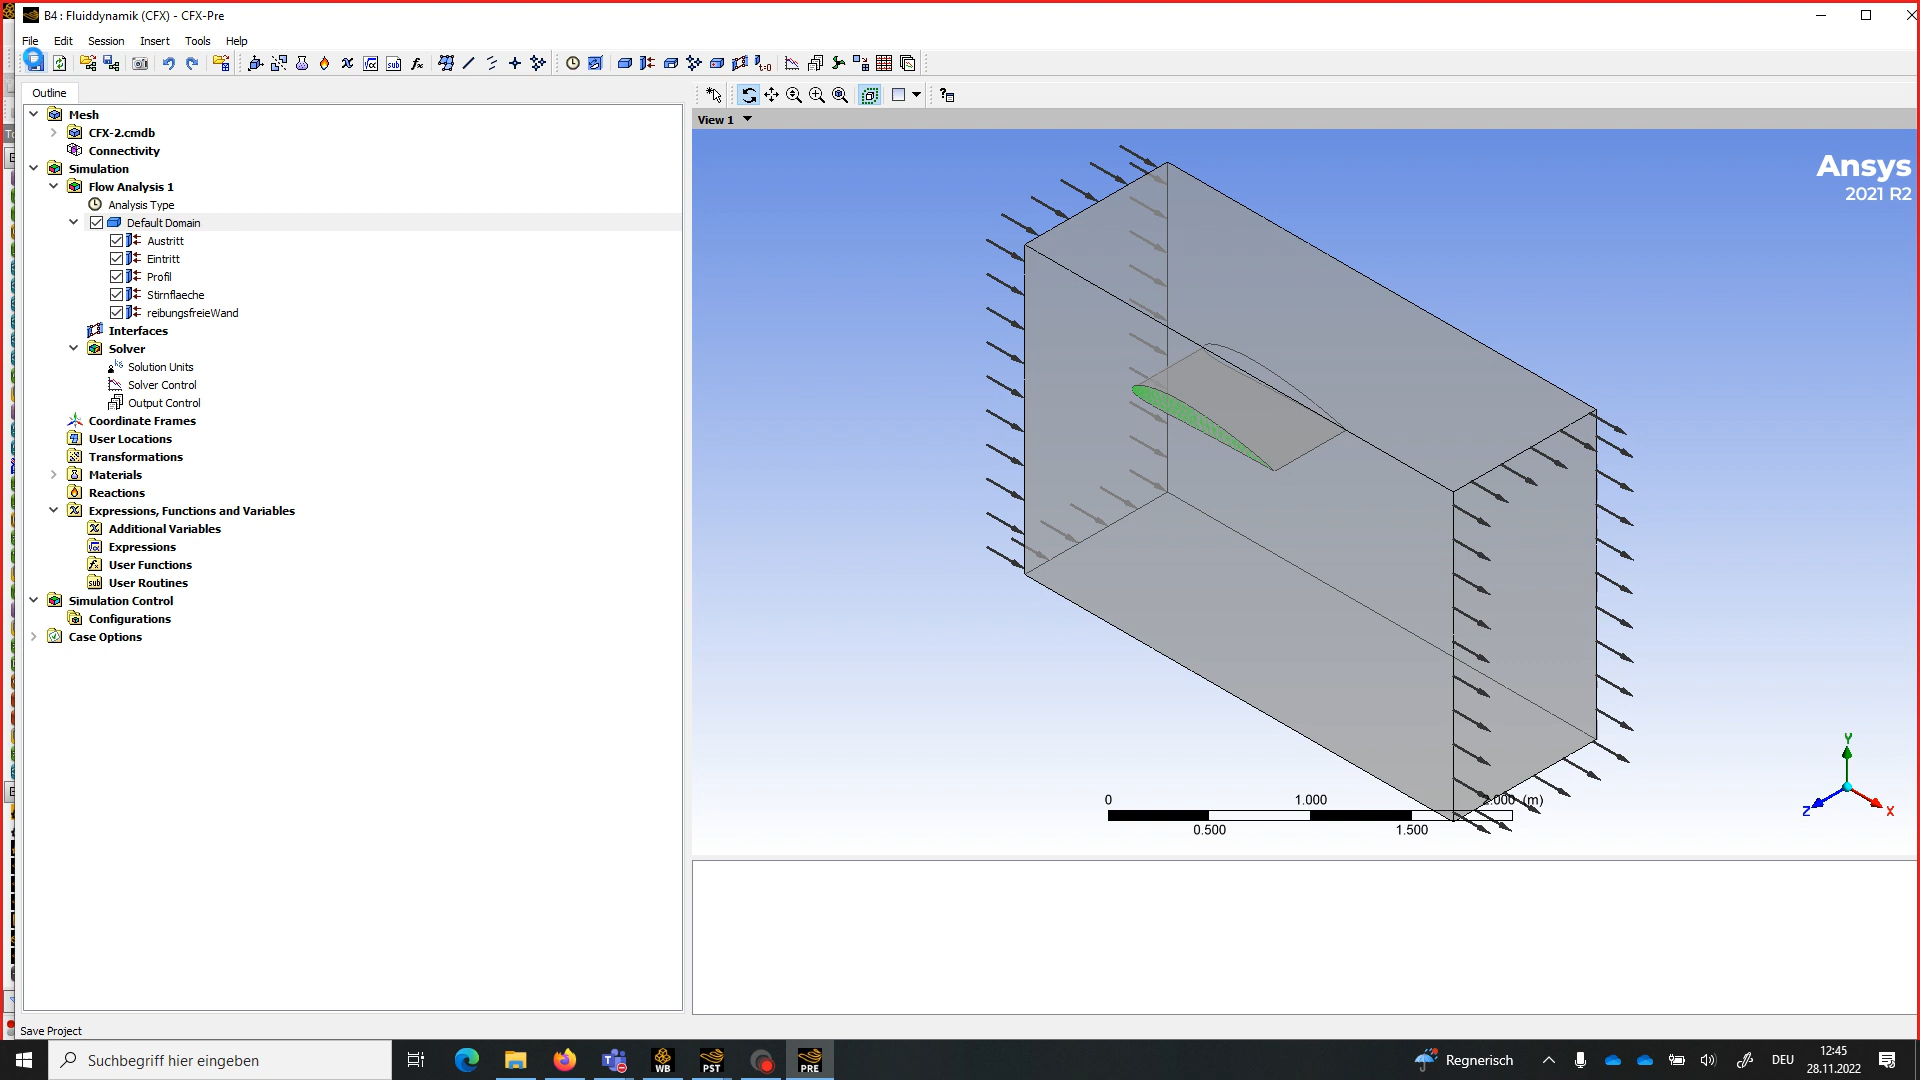 B4 : Fluiddynamik (CFX) - CFX-Pre
File Edit Session Insert Tools Help
Outline
Mesh
CFX-2.cmdb
Connectivity
Simulation
Flow Analysis 1
Analysis Type
Default Domain
Austritt
Eintritt
Profil
Stirnflaeche
reibungsfreieWand
Interfaces
Solver
Solution Units
Solver Control
Output Control
Coordinate Frames
User Locations
Transformations
Materials
Reactions
Expressions, Functions and Variables
Additional Variables
Expressions
User Functions
User Routines
Simulation Control
Configurations
Case Options
View 1
Ansys
2021 R2
Y
Z
X
0 1.000 2.000 (m)
0.500 1.500
Save Project
Suchbegriff hier eingeben
WB
PST
PRE
Regnerisch
DEU
12:45
28.11.2022